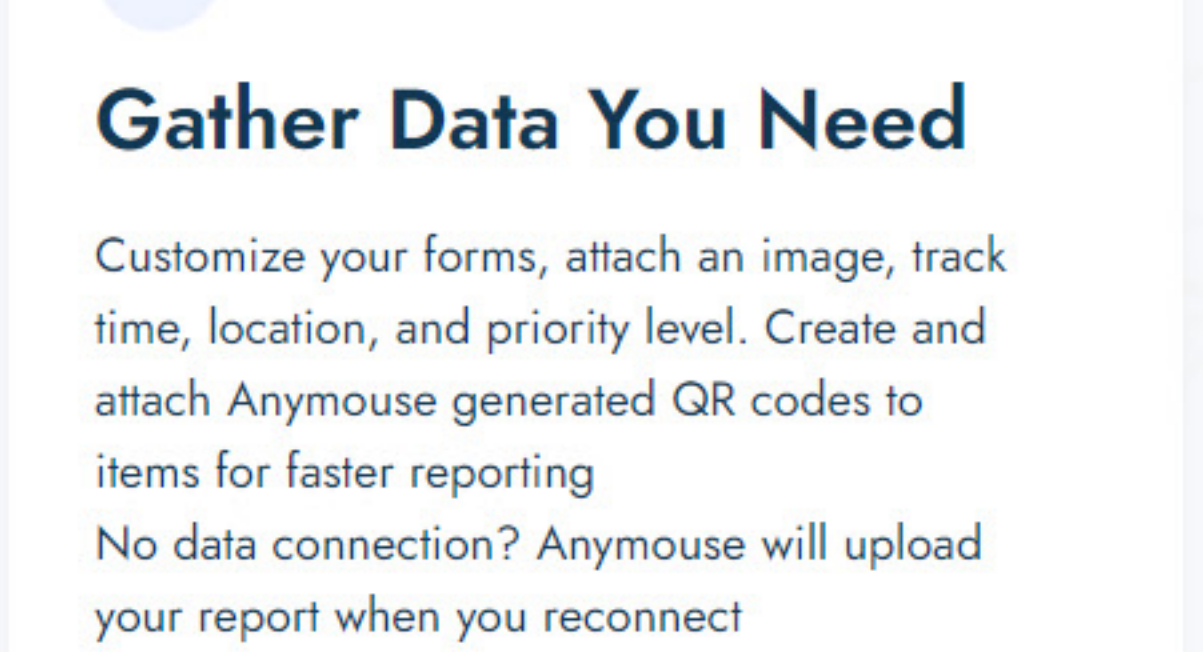 Gather Data You Need
Customize your forms, attach an image, track
time, location, and priority level. Create and
attach Anymouse generated QR codes to
items for faster reporting
No data connection? Anymouse will upload
your report when you reconnect